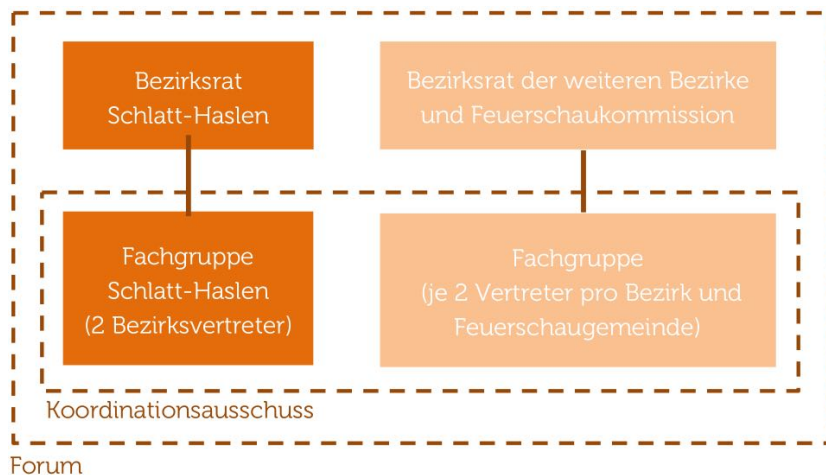 Bezirksrat
Schlatt-Haslen
Bezirksrat der weiteren Bezirke
und Feuerschaukommission
Fachgruppe
Schlatt-Haslen
(2 Bezirksvertreter)
Fachgruppe
(je 2 Vertreter pro Bezirk und
Feuerschaugemeinde)
Koordinationsausschuss
Forum